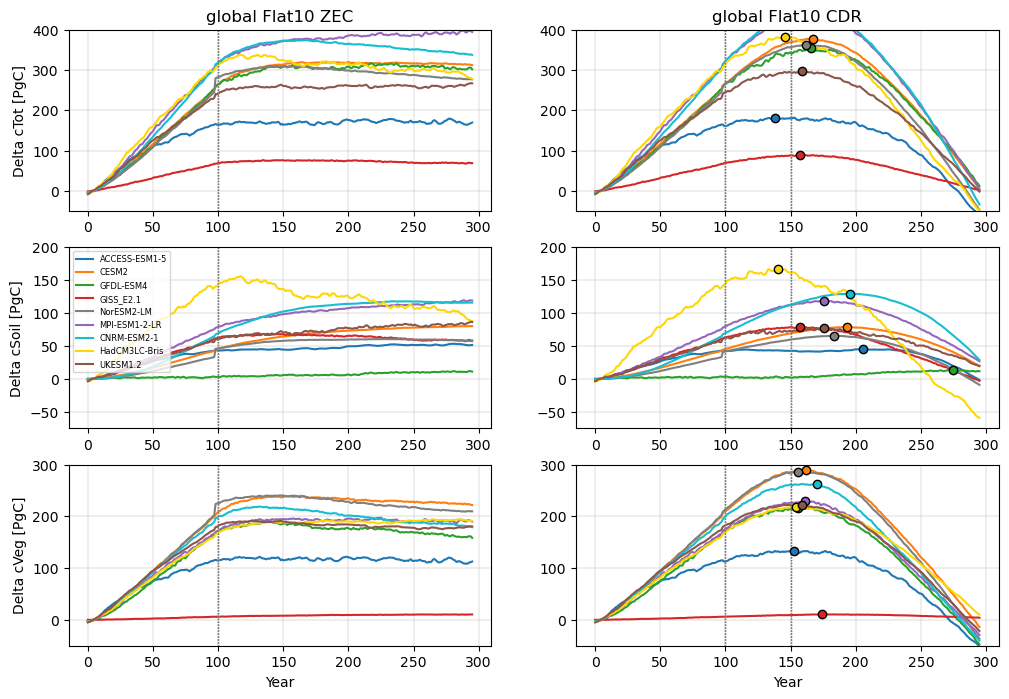 global Flat10 ZEC
global Flat10 CDR
Delta cTot [PgC]
400
300
200
100
0
0 50 100 150 200 250 300
400
300
200
100
0
0 50 100 150 200 250 300
Delta cSoil [PgC]
200
150
100
50
0
−50
ACCESS-ESM1-5
CESM2
GFDL-ESM4
GISS_E2.1
NorESM2-LM
MPI-ESM1-2-LR
CNRM-ESM2-1
HadCM3LC-Bris
UKESM1.2
0 50 100 150 200 250 300
200
150
100
50
0
−50
0 50 100 150 200 250 300
Delta cVeg [PgC]
300
200
100
0
0 50 100 150 200 250 300
Year
300
200
100
0
0 50 100 150 200 250 300
Year